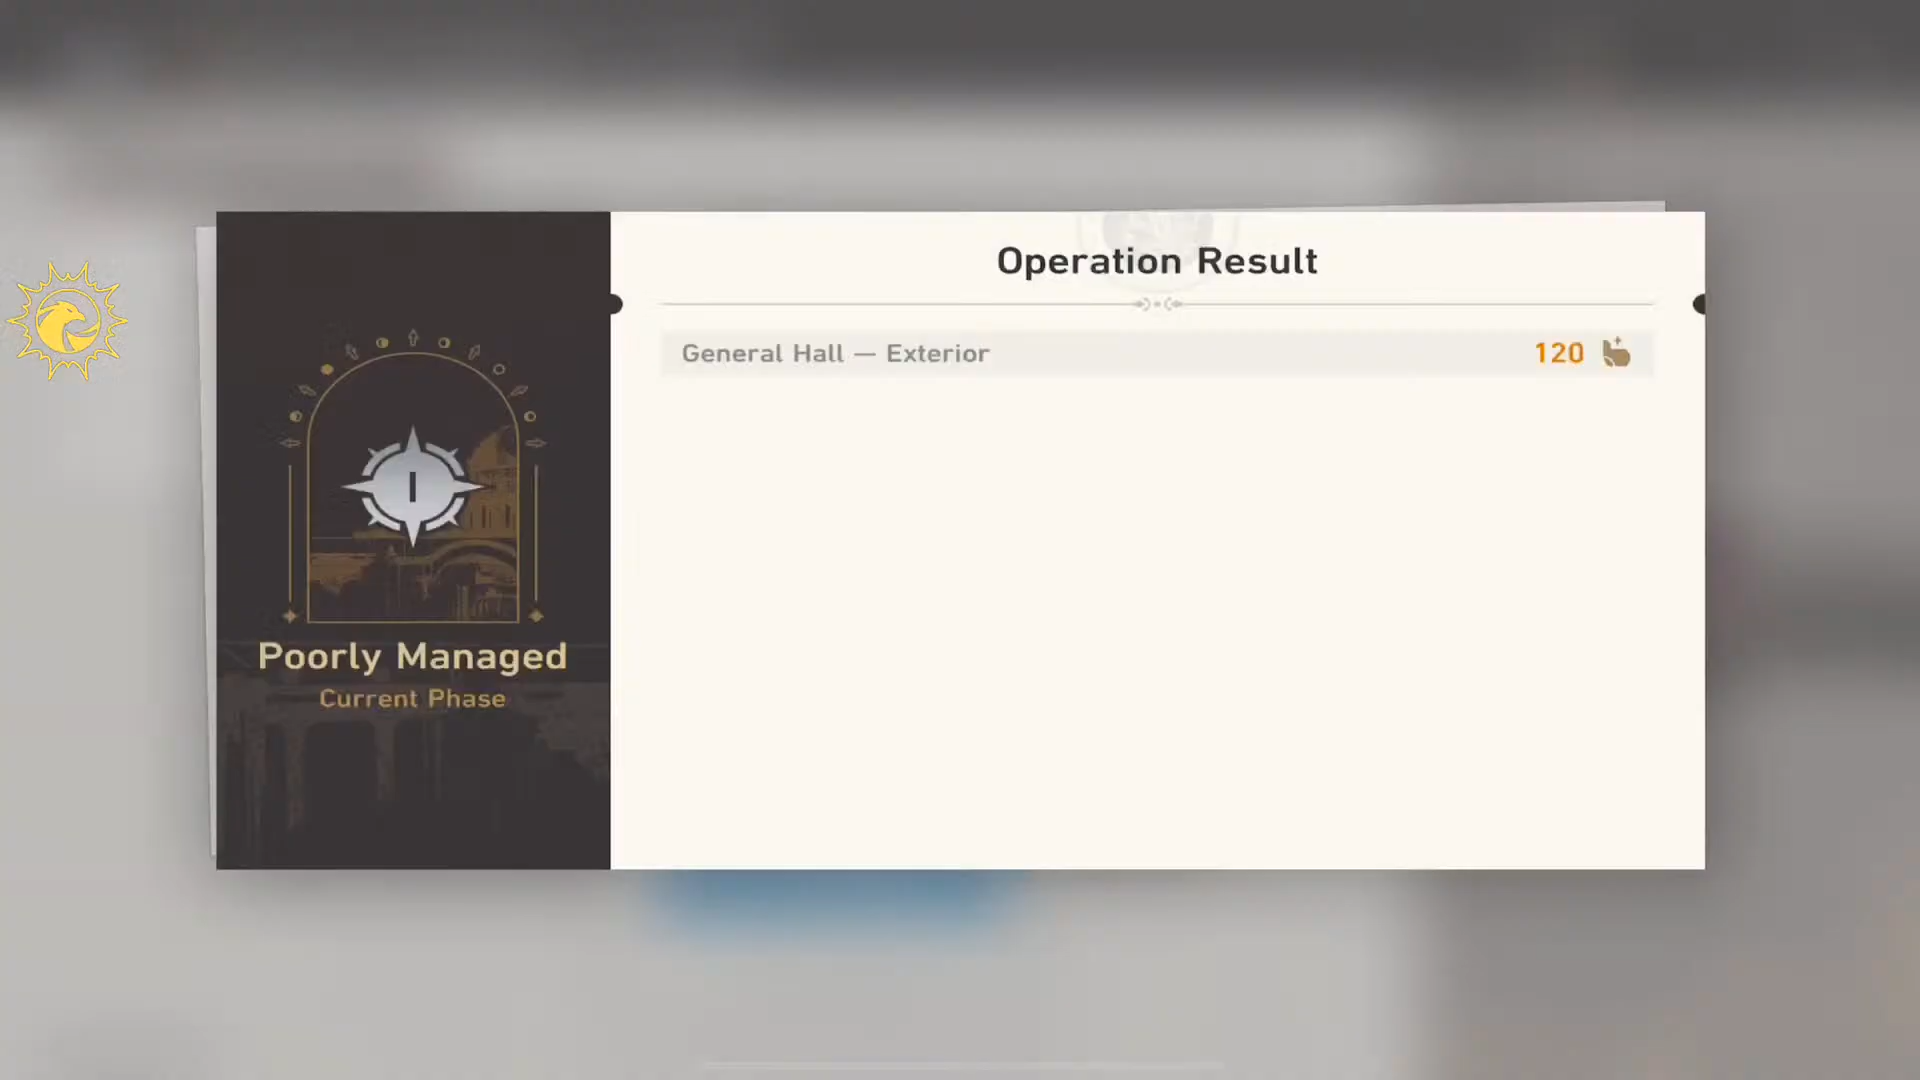 Operation Result
General Hall — Exterior 120
I
Poorly Managed
Current Phase